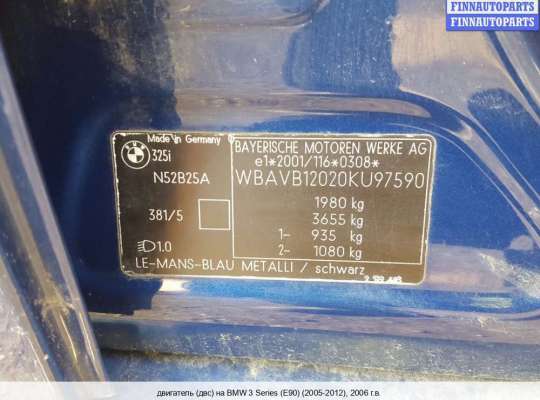 FINNAUTOPARTS
FINNAUTOPARTS
Made in Germany
BMW
325i
N52B25A
381/5
1.0
LE-MANS-BLAU METALLI / schwarz
BAYERISCHE MOTOREN WERKE AG
e1*2001/116*0308*
WBAVB12020KU97590
1980 kg
3655 kg
1- 935 kg
2- 1080 kg
двигатель (двс) на BMW 3 Series (E90) (2005-2012), 2006 г.в.